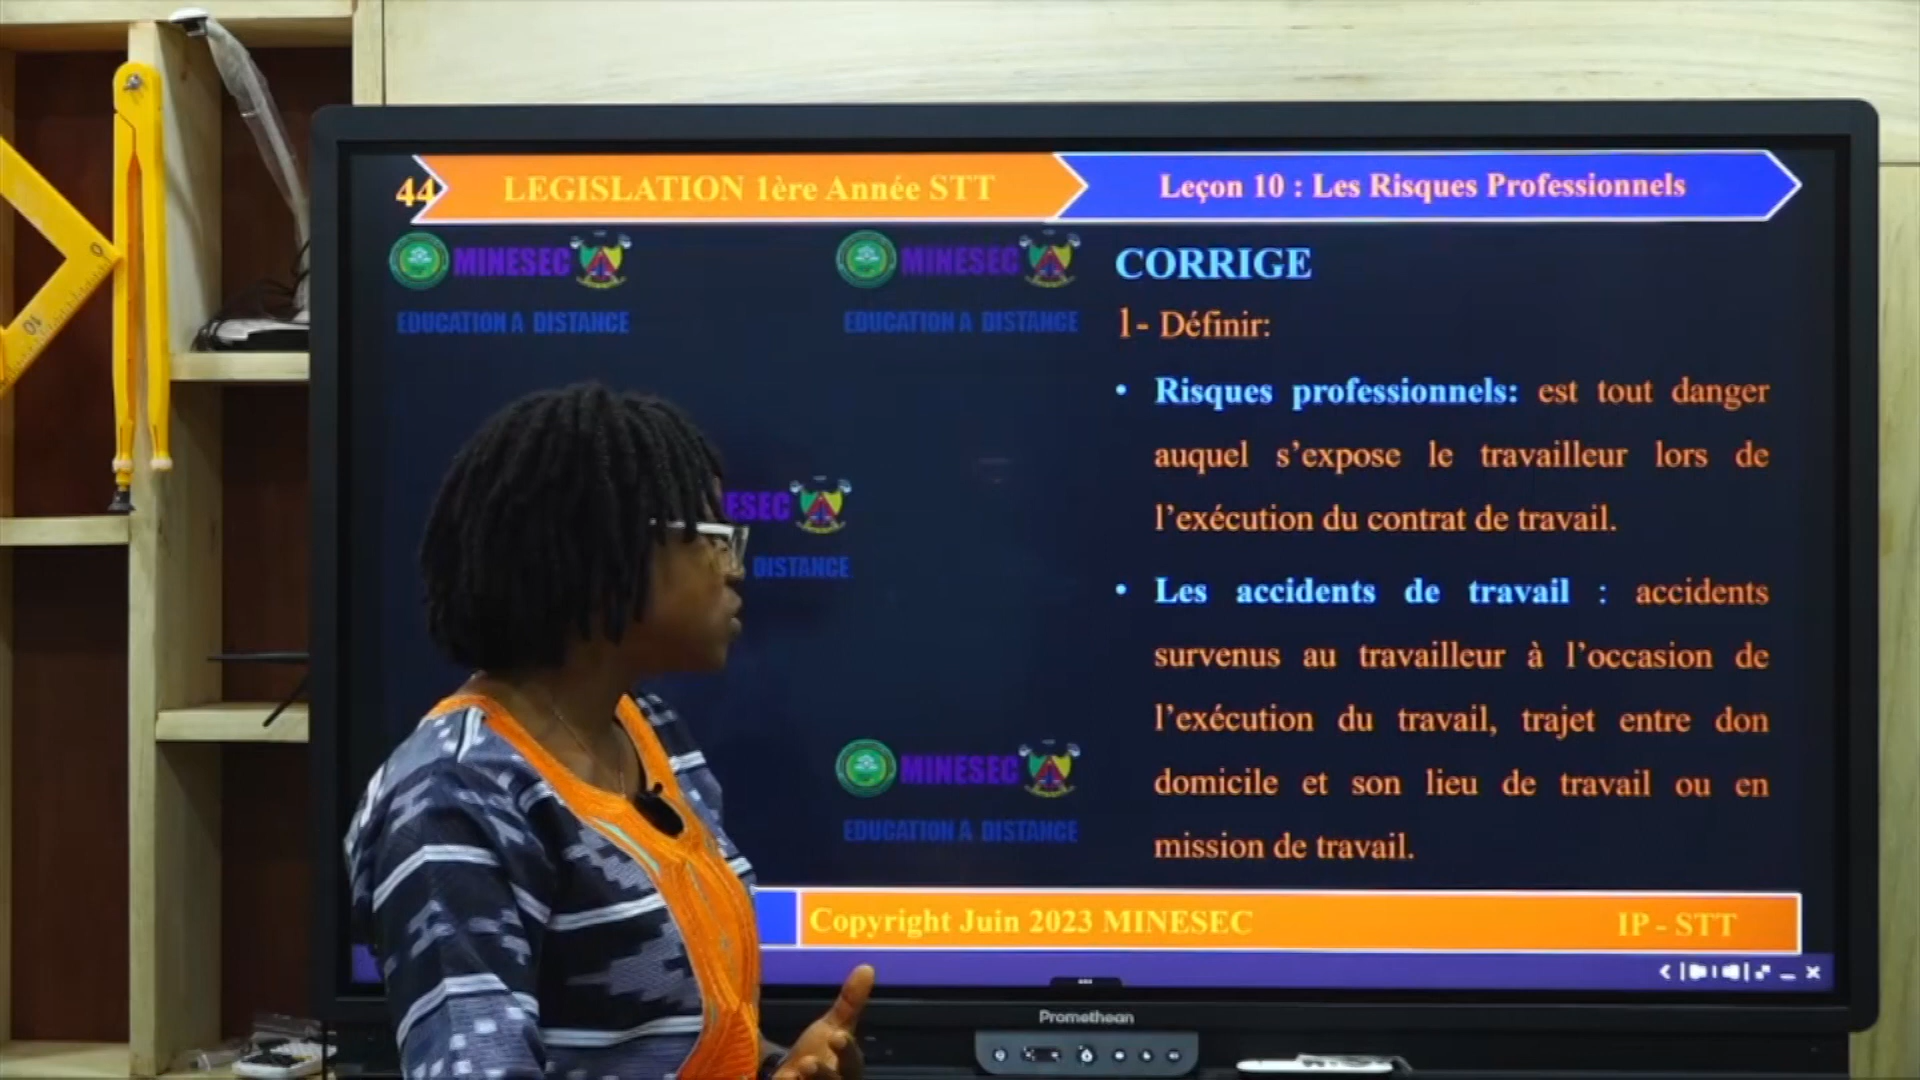 44
LEGISLATION 1ère Année STT
Leçon 10 : Les Risques Professionnels
MINESEC
EDUCATION A DISTANCE
MINESEC
EDUCATION A DISTANCE
CORRIGE
1- Définir:
• Risques professionnels: est tout danger
auquel s’expose le travailleur lors de
l’exécution du contrat de travail.
ESEC
DISTANCE
• Les accidents de travail : accidents
survenus au travailleur à l’occasion de
l’exécution du travail, trajet entre don
domicile et son lieu de travail ou en
mission de travail.
MINESEC
EDUCATION A DISTANCE
Copyright Juin 2023 MINESEC
IP - STT
Promethean
0
10